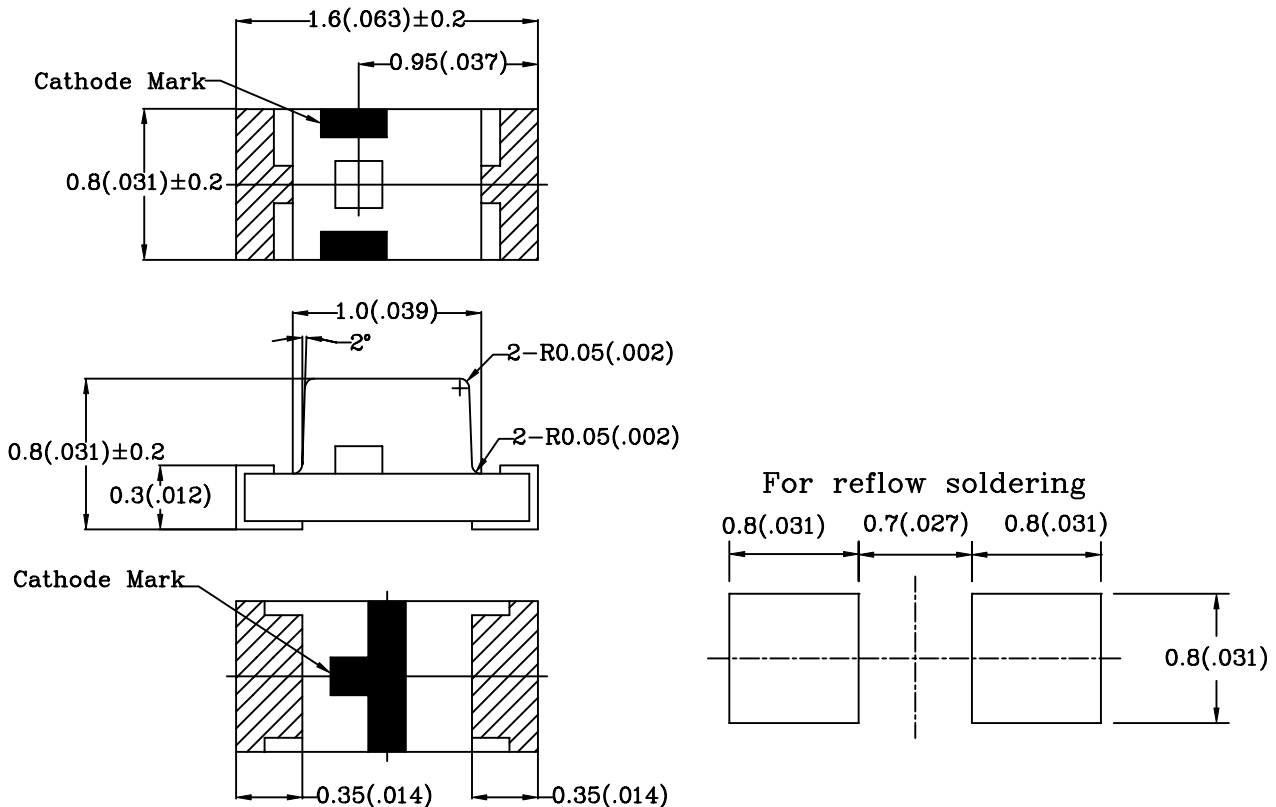 1.6(.063)±0.2
0.95(.037)
Cathode Mark
0.8(.031)±0.2
1.0(.039)
2°
2-R0.05(.002)
2-R0.05(.002)
0.8(.031)±0.2
0.3(.012)
For reflow soldering
0.8(.031)
0.7(.027)
0.8(.031)
Cathode Mark
0.8(.031)
0.35(.014)
0.35(.014)